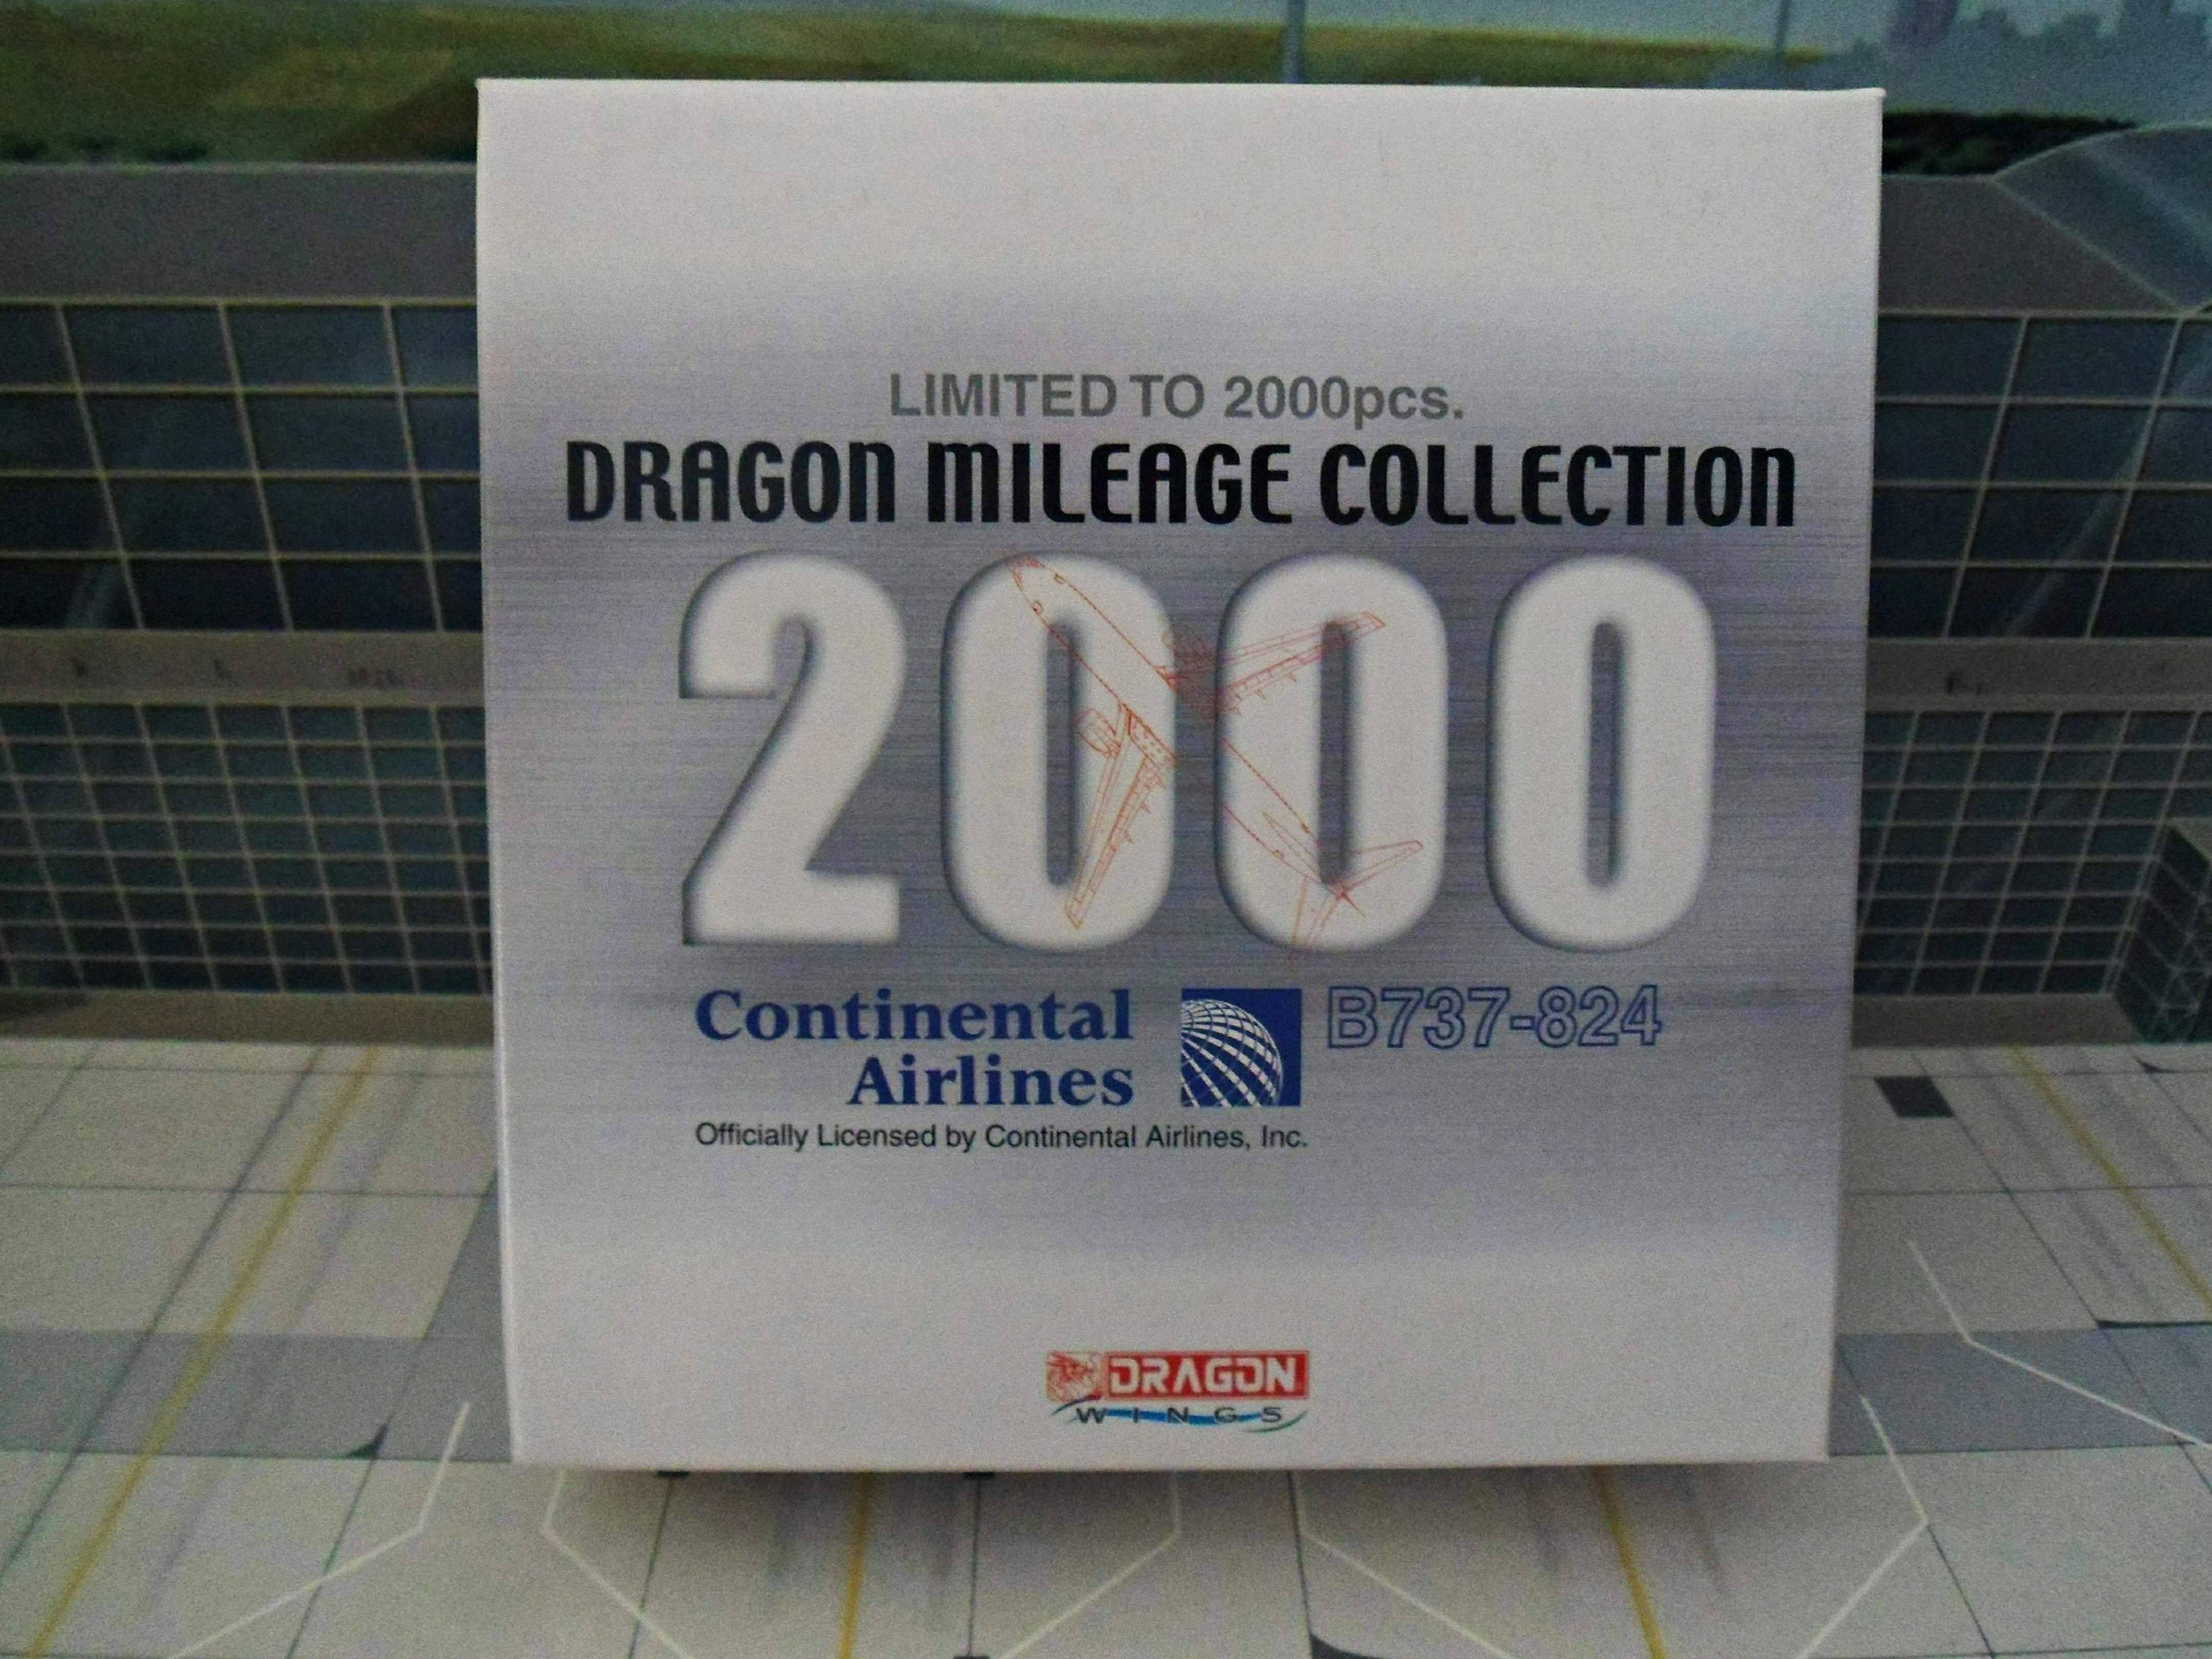 LIMITED TO 2000pcs.
DRAGON MILEAGE COLLECTION
2000
Continental
Airlines
B737-824
Officially Licensed by Continental Airlines, Inc.
DRAGON
WINGS